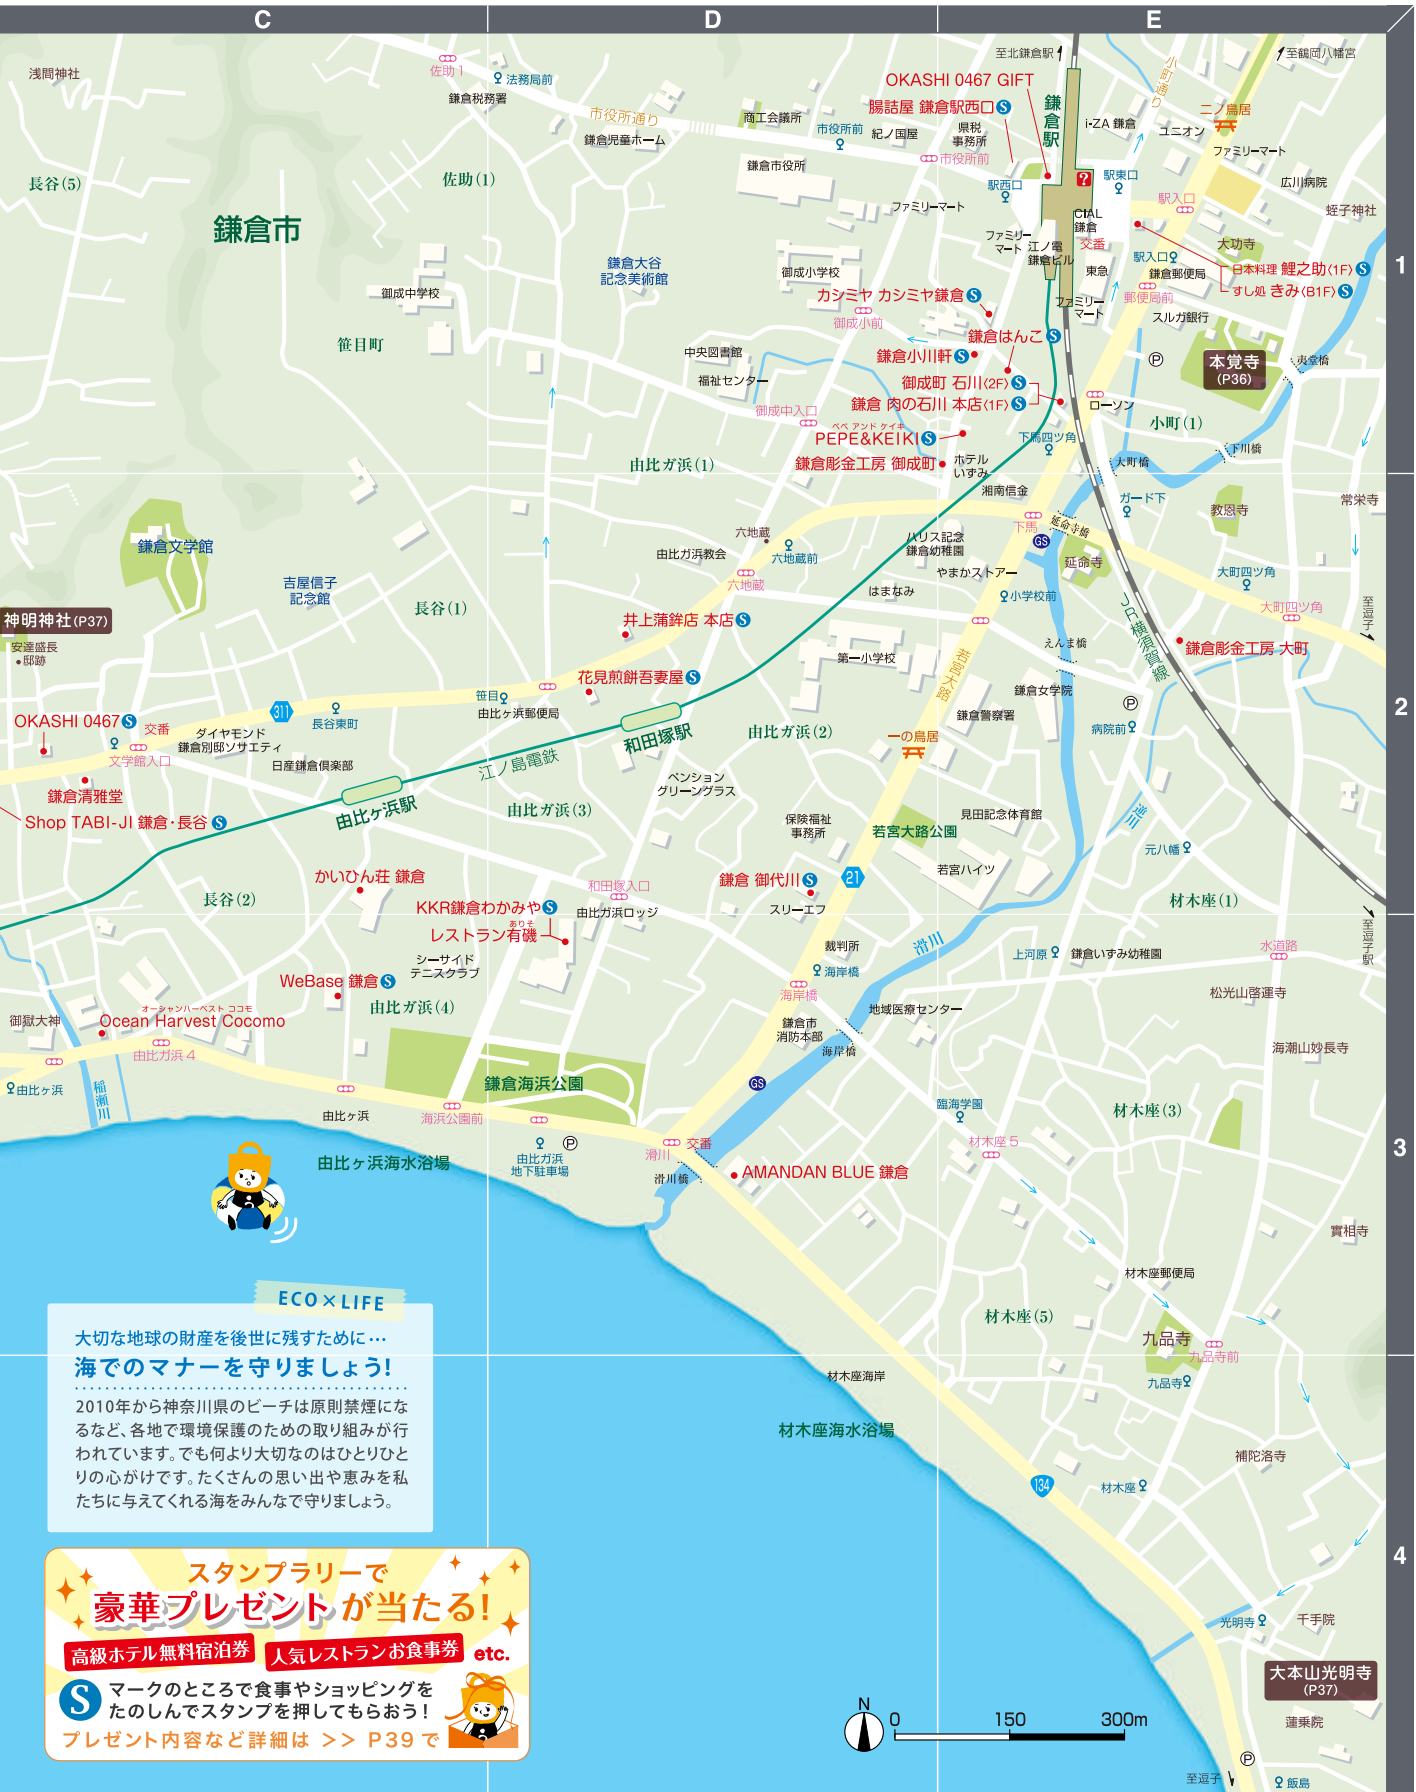 C
D
E
至北鎌倉駅
至鶴岡八幡宮
浅間神社
佐助1
法務局前
鎌倉税務署
OKASHI 0467 GIFT
腸詰屋 鎌倉駅西口S
鎌倉駅
小町通り
i-ZA 鎌倉
ユニオン
二ノ鳥居
ファミリーマート
市役所通り
商工会議所
市役所前
紀ノ国屋
県税
事務所
鎌倉児童ホーム
鎌倉市役所
市役所前
長谷(5)
佐助(1)
駅西口
?
駅東口
広川病院
駅入口
ファミリーマート
蛭子神社
鎌倉市
CIAL
鎌倉
交番
ファミリー
マート
江ノ電
鎌倉ビル
大功寺
駅入口
東急
鎌倉郵便局
日本料理 鯉之助〈1F〉S
すし処 きみ〈B1F〉S
1
鎌倉大谷
記念美術館
御成小学校
御成中学校
カシミヤ カシミヤ鎌倉S
郵便局前
ファミリー
マート
スルガ銀行
御成小前
笹目町
鎌倉はんこS
中央図書館
鎌倉小川軒S
P
本覚寺
(P36)
夷堂橋
福祉センター
御成町 石川〈2F〉S
鎌倉 肉の石川 本店〈1F〉S
御成中入口
ローソン
小町(1)
ペペ アンド ケイキ
PEPE&KEIKI S
下馬四ツ角
下川橋
由比ガ浜(1)
鎌倉彫金工房 御成町
ホテル
いずみ
大町橋
湘南信金
ガード下
教恩寺
常栄寺
鎌倉文学館
六地蔵
下馬
延命寺橋
GS
ハリス記念
鎌倉幼稚園
由比ガ浜教会
六地蔵前
延命寺
吉屋信子
記念館
六地蔵
やまかストアー
大町四ツ角
はまなみ
小学校前
大町四ツ角
至逗子
長谷(1)
神明神社(P37)
JR横須賀線
井上蒲鉾店 本店S
安達盛長
邸跡
第一小学校
えんま橋
鎌倉彫金工房 大町
若宮大路
花見煎餅吾妻屋S
鎌倉女学院
笹目
由比ヶ浜郵便局
P
2
311
長谷東町
OKASHI 0467 S
交番
ダイヤモンド
鎌倉別邸ソサエティ
和田塚駅
由比ガ浜(2)
鎌倉警察署
一の鳥居
病院前
文学館入口
日産鎌倉倶楽部
江ノ島電鉄
ペンション
グリーングラス
鎌倉清雅堂
由比ヶ浜駅
由比ガ浜(3)
逆川
Shop TABI-JI 鎌倉・長谷S
保険福祉
事務所
若宮大路公園
見田記念体育館
元八幡
かいひん荘 鎌倉
鎌倉 御代川S
21
若宮ハイツ
和田塚入口
長谷(2)
KKR鎌倉わかみやS
由比ガ浜ロッジ
スリーエフ
材木座(1)
ありそ
レストラン有磯
裁判所
滑川
至逗子駅
水道路
上河原
鎌倉いずみ幼稚園
シーサイド
テニスクラブ
海岸橋
WeBase 鎌倉S
海岸橋
松光山啓運寺
由比ガ浜(4)
地域医療センター
オーシャンハーベスト ココモ
Ocean Harvest Cocomo
御嶽大神
鎌倉市
消防本部
海岸橋
海潮山妙長寺
由比ガ浜4
由比ヶ浜
稲瀬川
鎌倉海浜公園
GS
臨海学園
材木座(3)
由比ヶ浜
海浜公園前
材木座5
P
交番
滑川
由比ガ浜
地下駐車場
3
由比ヶ浜海水浴場
滑川橋
AMANDAN BLUE 鎌倉
實相寺
材木座郵便局
ECO×LIFE
材木座(5)
大切な地球の財産を後世に残すために…
海でのマナーを守りましょう!
九品寺
九品寺前
材木座海岸
九品寺
2010年から神奈川県のビーチは原則禁煙にな
るなど、各地で環境保護のための取り組みが行
われています。でも何より大切なのはひとりひと
りの心がけです。たくさんの思い出や恵みを私
たちに与えてくれる海をみんなで守りましょう。
材木座海水浴場
補陀洛寺
134
材木座
4
スタンプラリーで
豪華プレゼントが当たる!
高級ホテル無料宿泊券
人気レストランお食事券
etc.
S
マークのところで食事やショッピングを
たのしんでスタンプを押してもらおう!
プレゼント内容など詳細は >> P39で
光明寺
千手院
大本山光明寺
(P37)
N
0
150
300m
蓮乗院
P
至逗子
飯島